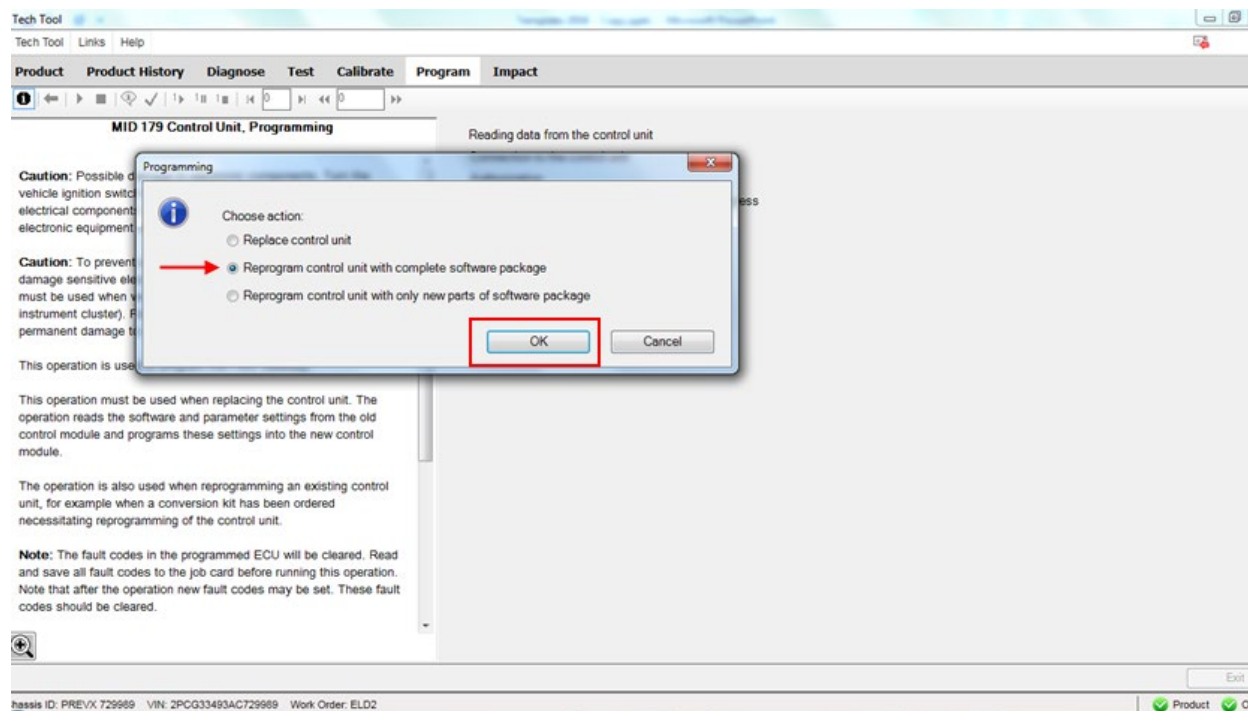 Tech Tool
Tech Tool Links Help
Product Product History Diagnose Test Calibrate Program Impact
0 0
MID 179 Control Unit, Programming
Caution: Possible
vehicle ignition
electrical
electronic equipment
Caution: To prevent
damage sensitive
must be used when
instrument cluster).
permanent damage
This operation is
This operation must be used when replacing the control unit. The
operation reads the software and parameter settings from the old
control module and programs these settings into the new control
module.
The operation is also used when reprogramming an existing control
unit, for example when a conversion kit has been ordered
necessitating reprogramming of the control unit.
Note: The fault codes in the programmed ECU will be cleared. Read
and save all fault codes to the job card before running this operation.
Note that after the operation new fault codes may be set. These fault
codes should be cleared.
Reading data from the control unit
ess
Programming
Choose action:
Replace control unit
Reprogram control unit with complete software package
Reprogram control unit with only new parts of software package
OK Cancel
Exit
hassis ID: PREVX 729989 VIN: 2PCG33493AC729989 Work Order: ELD2 Product